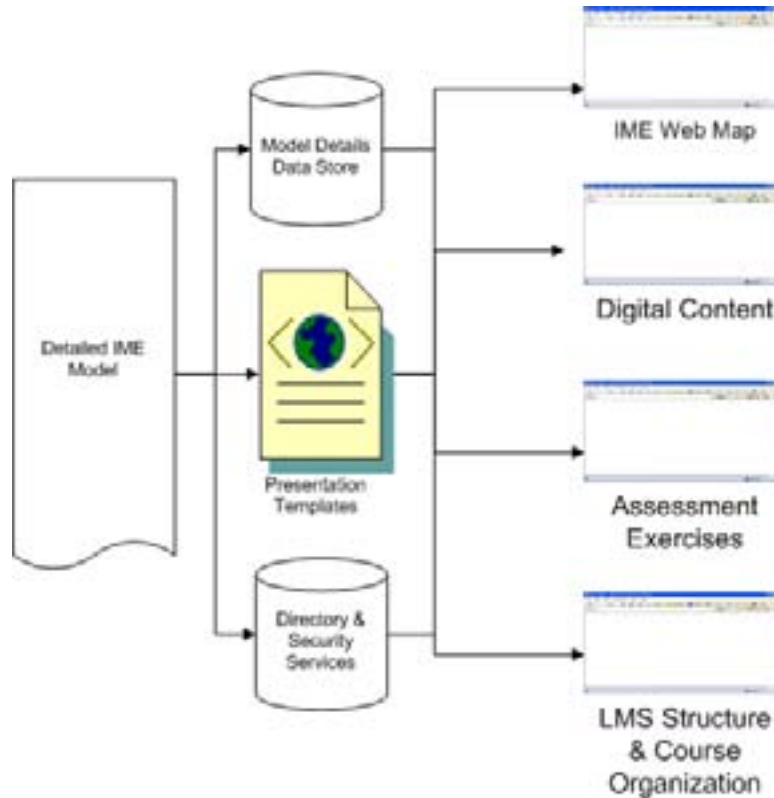 IME Web Map
Model Details
Data Store
Digital Content
Detailed IME
Model
Presentation
Templates
Assessment
Exercises
Directory &
Security
Services
LMS Structure
& Course
Organization